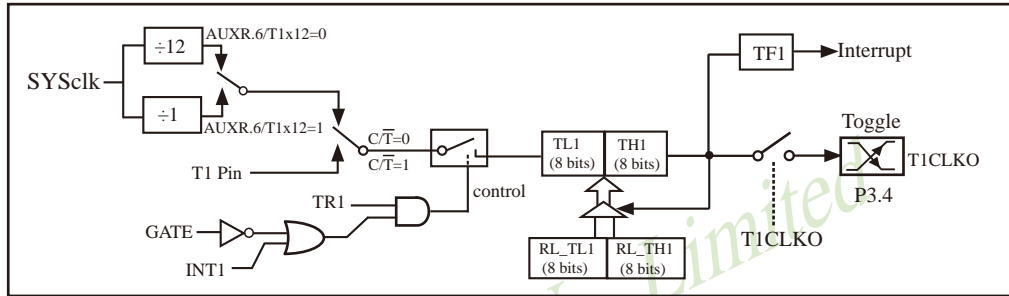 ÷12
AUXR.6/T1x12=0
SYSclk
÷1
AUXR.6/T1x12=1
T1 Pin
C/T̅=0
C/T̅=1
control
TR1
GATE
INT1
TL1
(8 bits)
TH1
(8 bits)
RL_TL1
(8 bits)
RL_TH1
(8 bits)
TF1
Interrupt
Toggle
T1CLKO
P3.4
T1CLKO
Limited